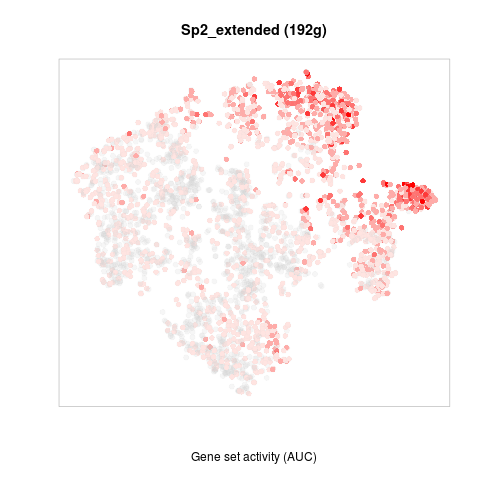 Sp2_extended (192g)
Gene set activity (AUC)